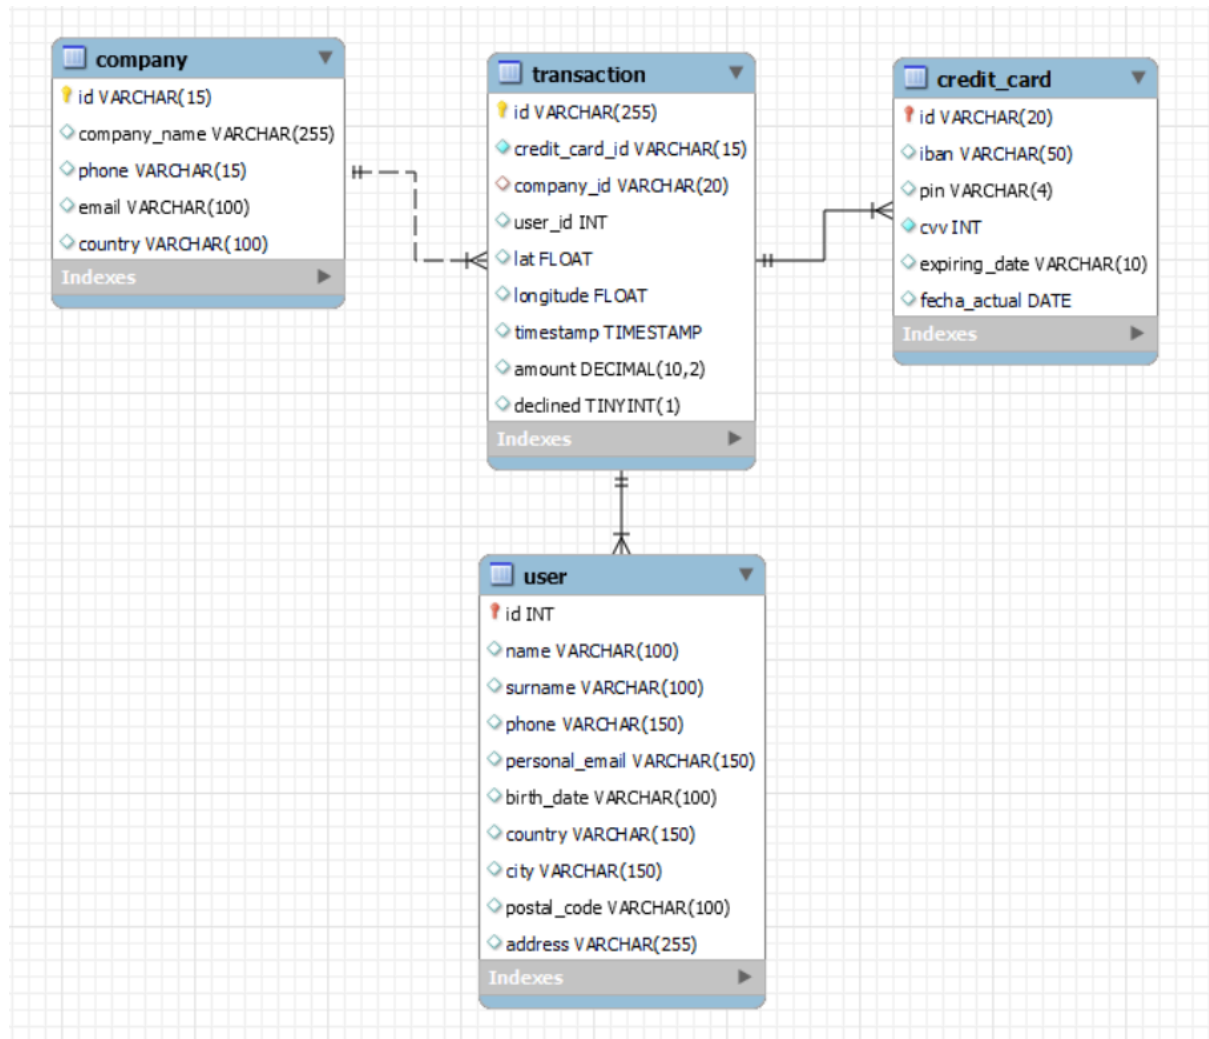 company
id VARCHAR(15)
company_name VARCHAR(255)
phone VARCHAR(15)
email VARCHAR(100)
country VARCHAR(100)
Indexes
transaction
id VARCHAR(255)
credit_card_id VARCHAR(15)
company_id VARCHAR(20)
user_id INT
lat FLOAT
longitude FLOAT
timestamp TIMESTAMP
amount DECIMAL(10,2)
declined TINYINT(1)
Indexes
credit_card
id VARCHAR(20)
iban VARCHAR(50)
pin VARCHAR(4)
cvv INT
expiring_date VARCHAR(10)
fecha_actual DATE
Indexes
user
id INT
name VARCHAR(100)
surname VARCHAR(100)
phone VARCHAR(150)
personal_email VARCHAR(150)
birth_date VARCHAR(100)
country VARCHAR(150)
city VARCHAR(150)
postal_code VARCHAR(100)
address VARCHAR(255)
Indexes